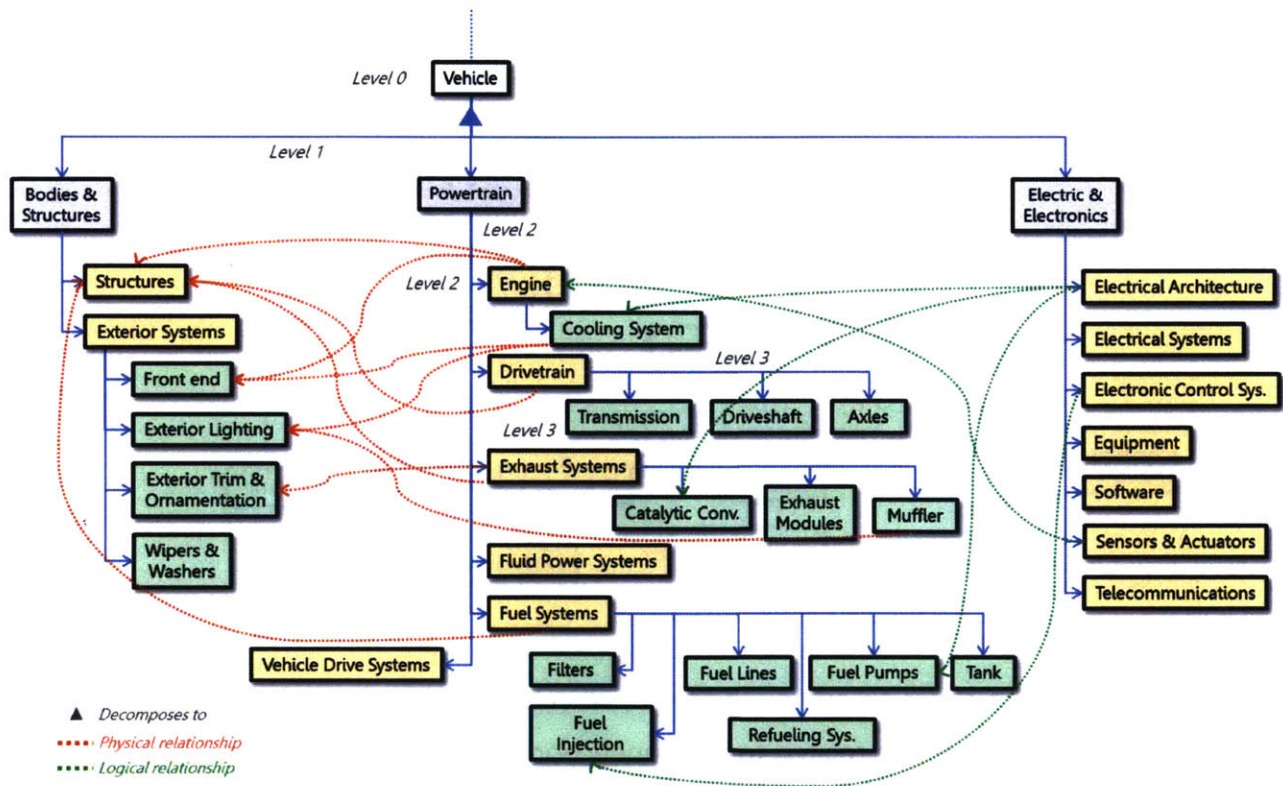 Level 0
Vehicle
Level 1
Bodies &
Structures
Powertrain
Electric &
Electronics
Level 2
Structures
Level 2
Engine
Electrical Architecture
Exterior Systems
Cooling System
Electrical Systems
Front end
Drivetrain
Level 3
Electronic Control Sys.
Exterior Lighting
Transmission
Driveshaft
Axles
Level 3
Equipment
Exterior Trim &
Ornamentation
Exhaust Systems
Software
Catalytic Conv.
Exhaust
Modules
Muffler
Wipers &
Washers
Sensors & Actuators
Fluid Power Systems
Telecommunications
Fuel Systems
Vehicle Drive Systems
Filters
Fuel Lines
Fuel Pumps
Tank
Fuel
Injection
Refueling Sys.
Decomposes to
Physical relationship
Logical relationship